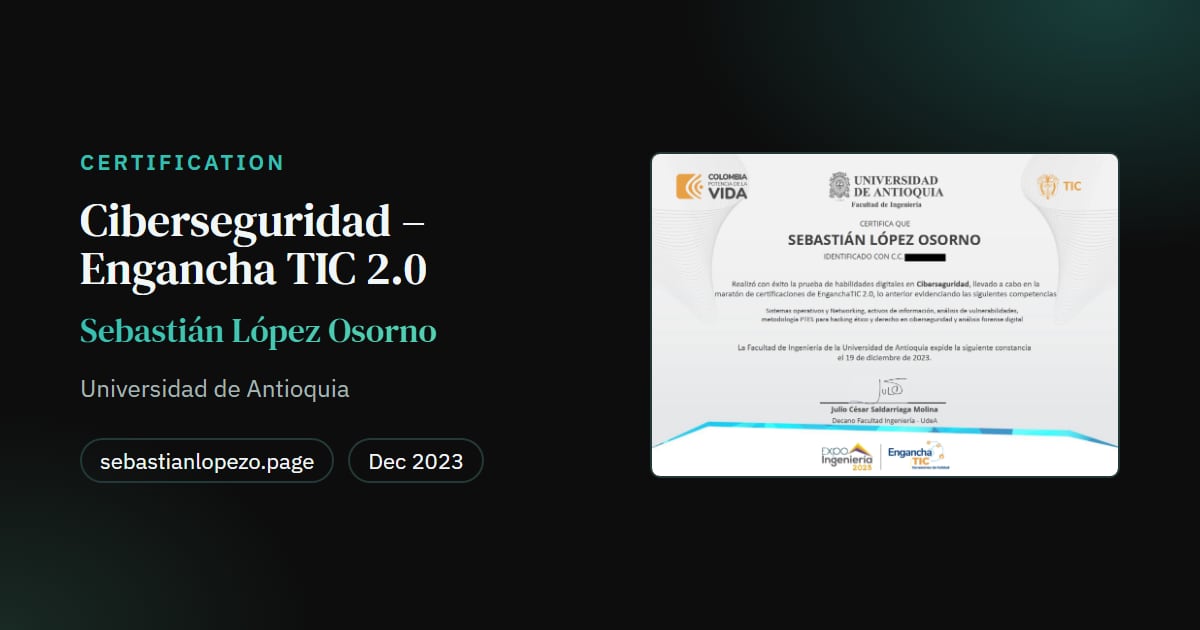 CERTIFICATION
Ciberseguridad –
Engancha TIC 2.0
Sebastián López Osorno
Universidad de Antioquia
sebastianlopezo.page
Dec 2023
COLOMBIA
POTENCIA DE LA
VIDA
UNIVERSIDAD
DE ANTIOQUIA
Facultad de Ingeniería
TIC
CERTIFICA QUE
SEBASTIÁN LÓPEZ OSORNO
IDENTIFICADO CON C.C.
Realizó con éxito la prueba de habilidades digitales en Ciberseguridad, llevado a cabo en la
maratón de certificaciones de EnganchaTIC 2.0, lo anterior evidenciando las siguientes competencias
Sistemas operativos y Networking, activos de información, análisis de vulnerabilidades,
metodología PTES para hacking ético y derecho en ciberseguridad y análisis forense digital
La Facultad de Ingeniería de la Universidad de Antioquia expide la siguiente constancia
el 19 de diciembre de 2023.
Julio César Saldarriaga Molina
Decano Facultad Ingeniería - UdeA
EXPO
Ingeniería
2023
Engancha
TIC